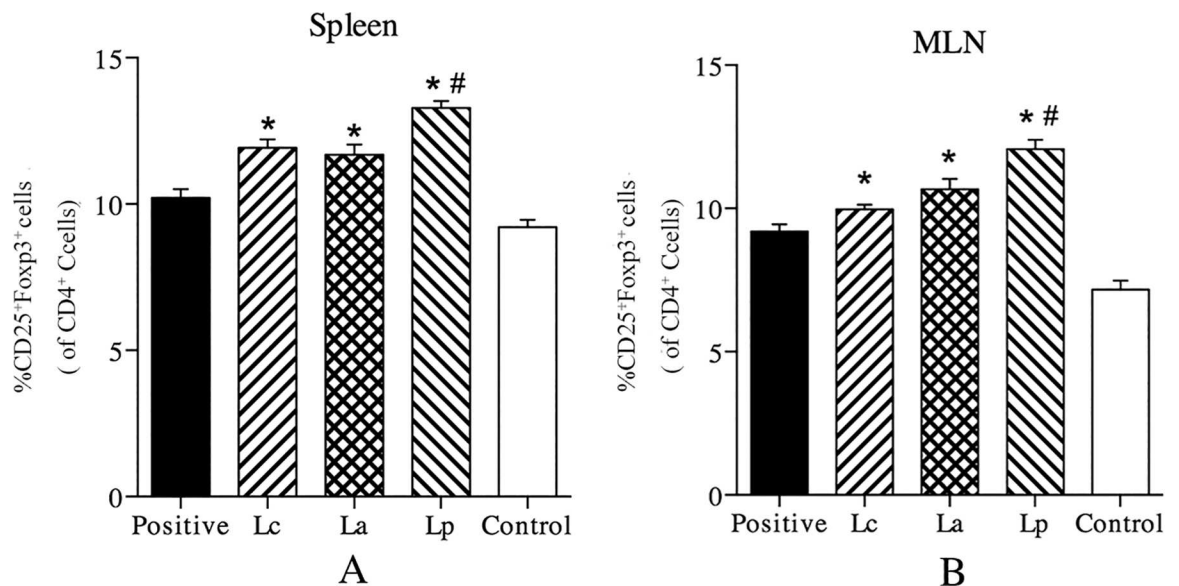 Spleen
15
10
5
0
%CD25⁺Foxp3⁺ cells
( of CD4⁺ Ccells)
*
*
* #
Positive Lc La Lp Control
A
MLN
15
10
5
0
%CD25⁺Foxp3⁺ cells
( of CD4⁺ Ccells)
*
*
* #
Positive Lc La Lp Control
B